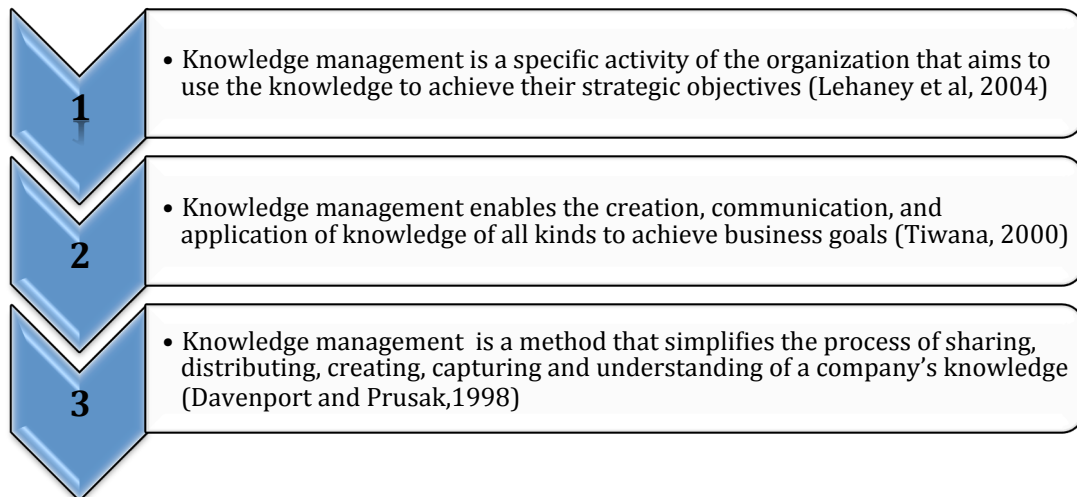 1
• Knowledge management is a specific activity of the organization that aims to
use the knowledge to achieve their strategic objectives (Lehaney et al, 2004)
2
• Knowledge management enables the creation, communication, and
application of knowledge of all kinds to achieve business goals (Tiwana, 2000)
3
• Knowledge management  is a method that simplifies the process of sharing,
distributing, creating, capturing and understanding of a company’s knowledge
(Davenport and Prusak,1998)